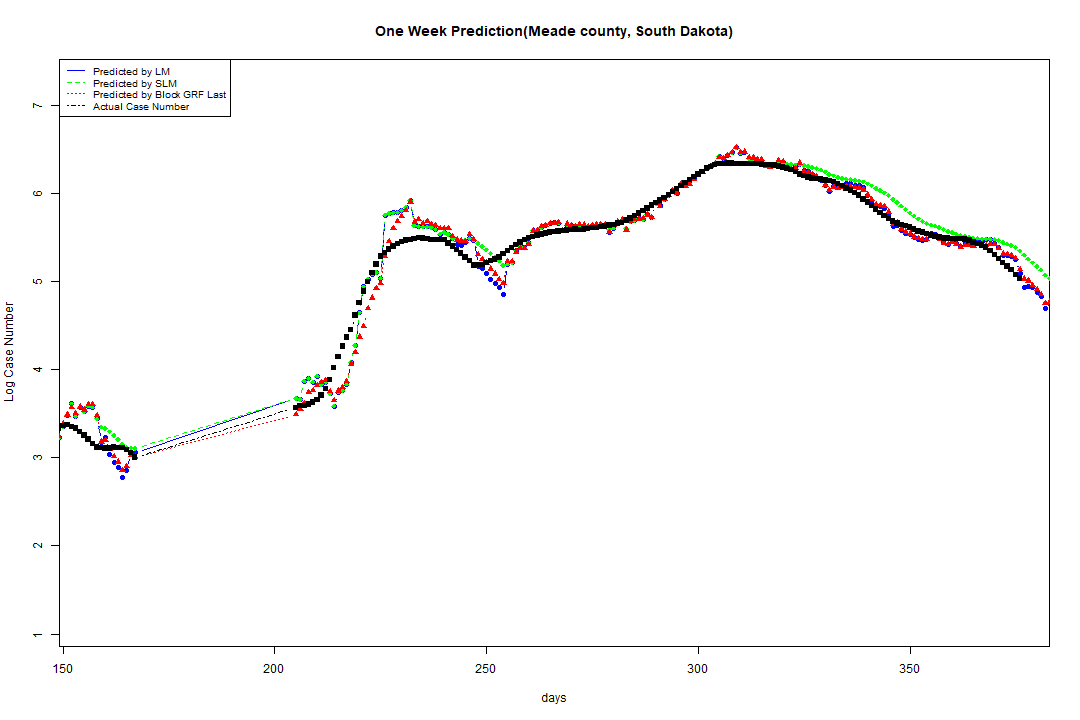 One Week Prediction(Meade county, South Dakota)
Predicted by LM
Predicted by SLM
Predicted by Block GRF Last
Actual Case Number
7
6
5
4
3
2
1
Log Case Number
150 200 250 300 350
days